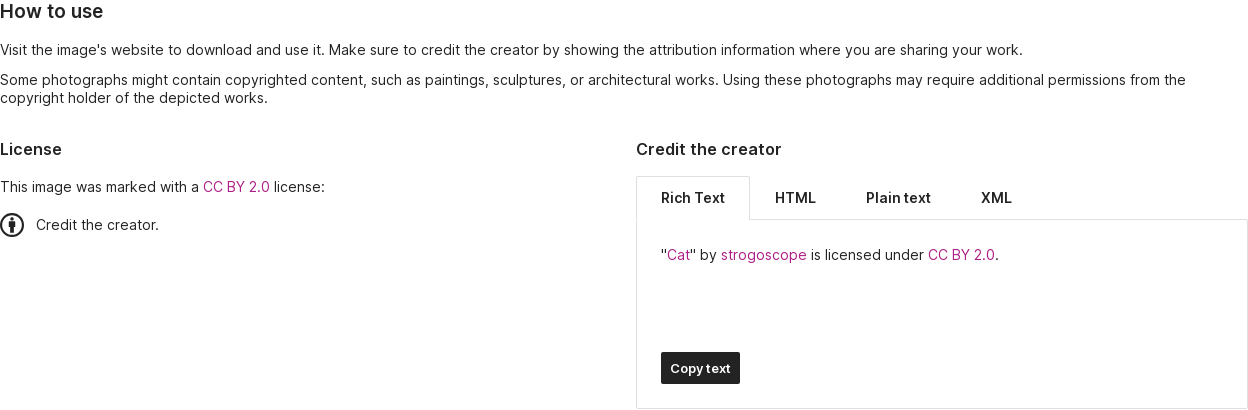 How to use
Visit the image's website to download and use it. Make sure to credit the creator by showing the attribution information where you are sharing your work.
Some photographs might contain copyrighted content, such as paintings, sculptures, or architectural works. Using these photographs may require additional permissions from the
copyright holder of the depicted works.
License
This image was marked with a CC BY 2.0 license:
Credit the creator.
Credit the creator
Rich Text HTML Plain text XML
"Cat" by strogoscope is licensed under CC BY 2.0.
Copy text